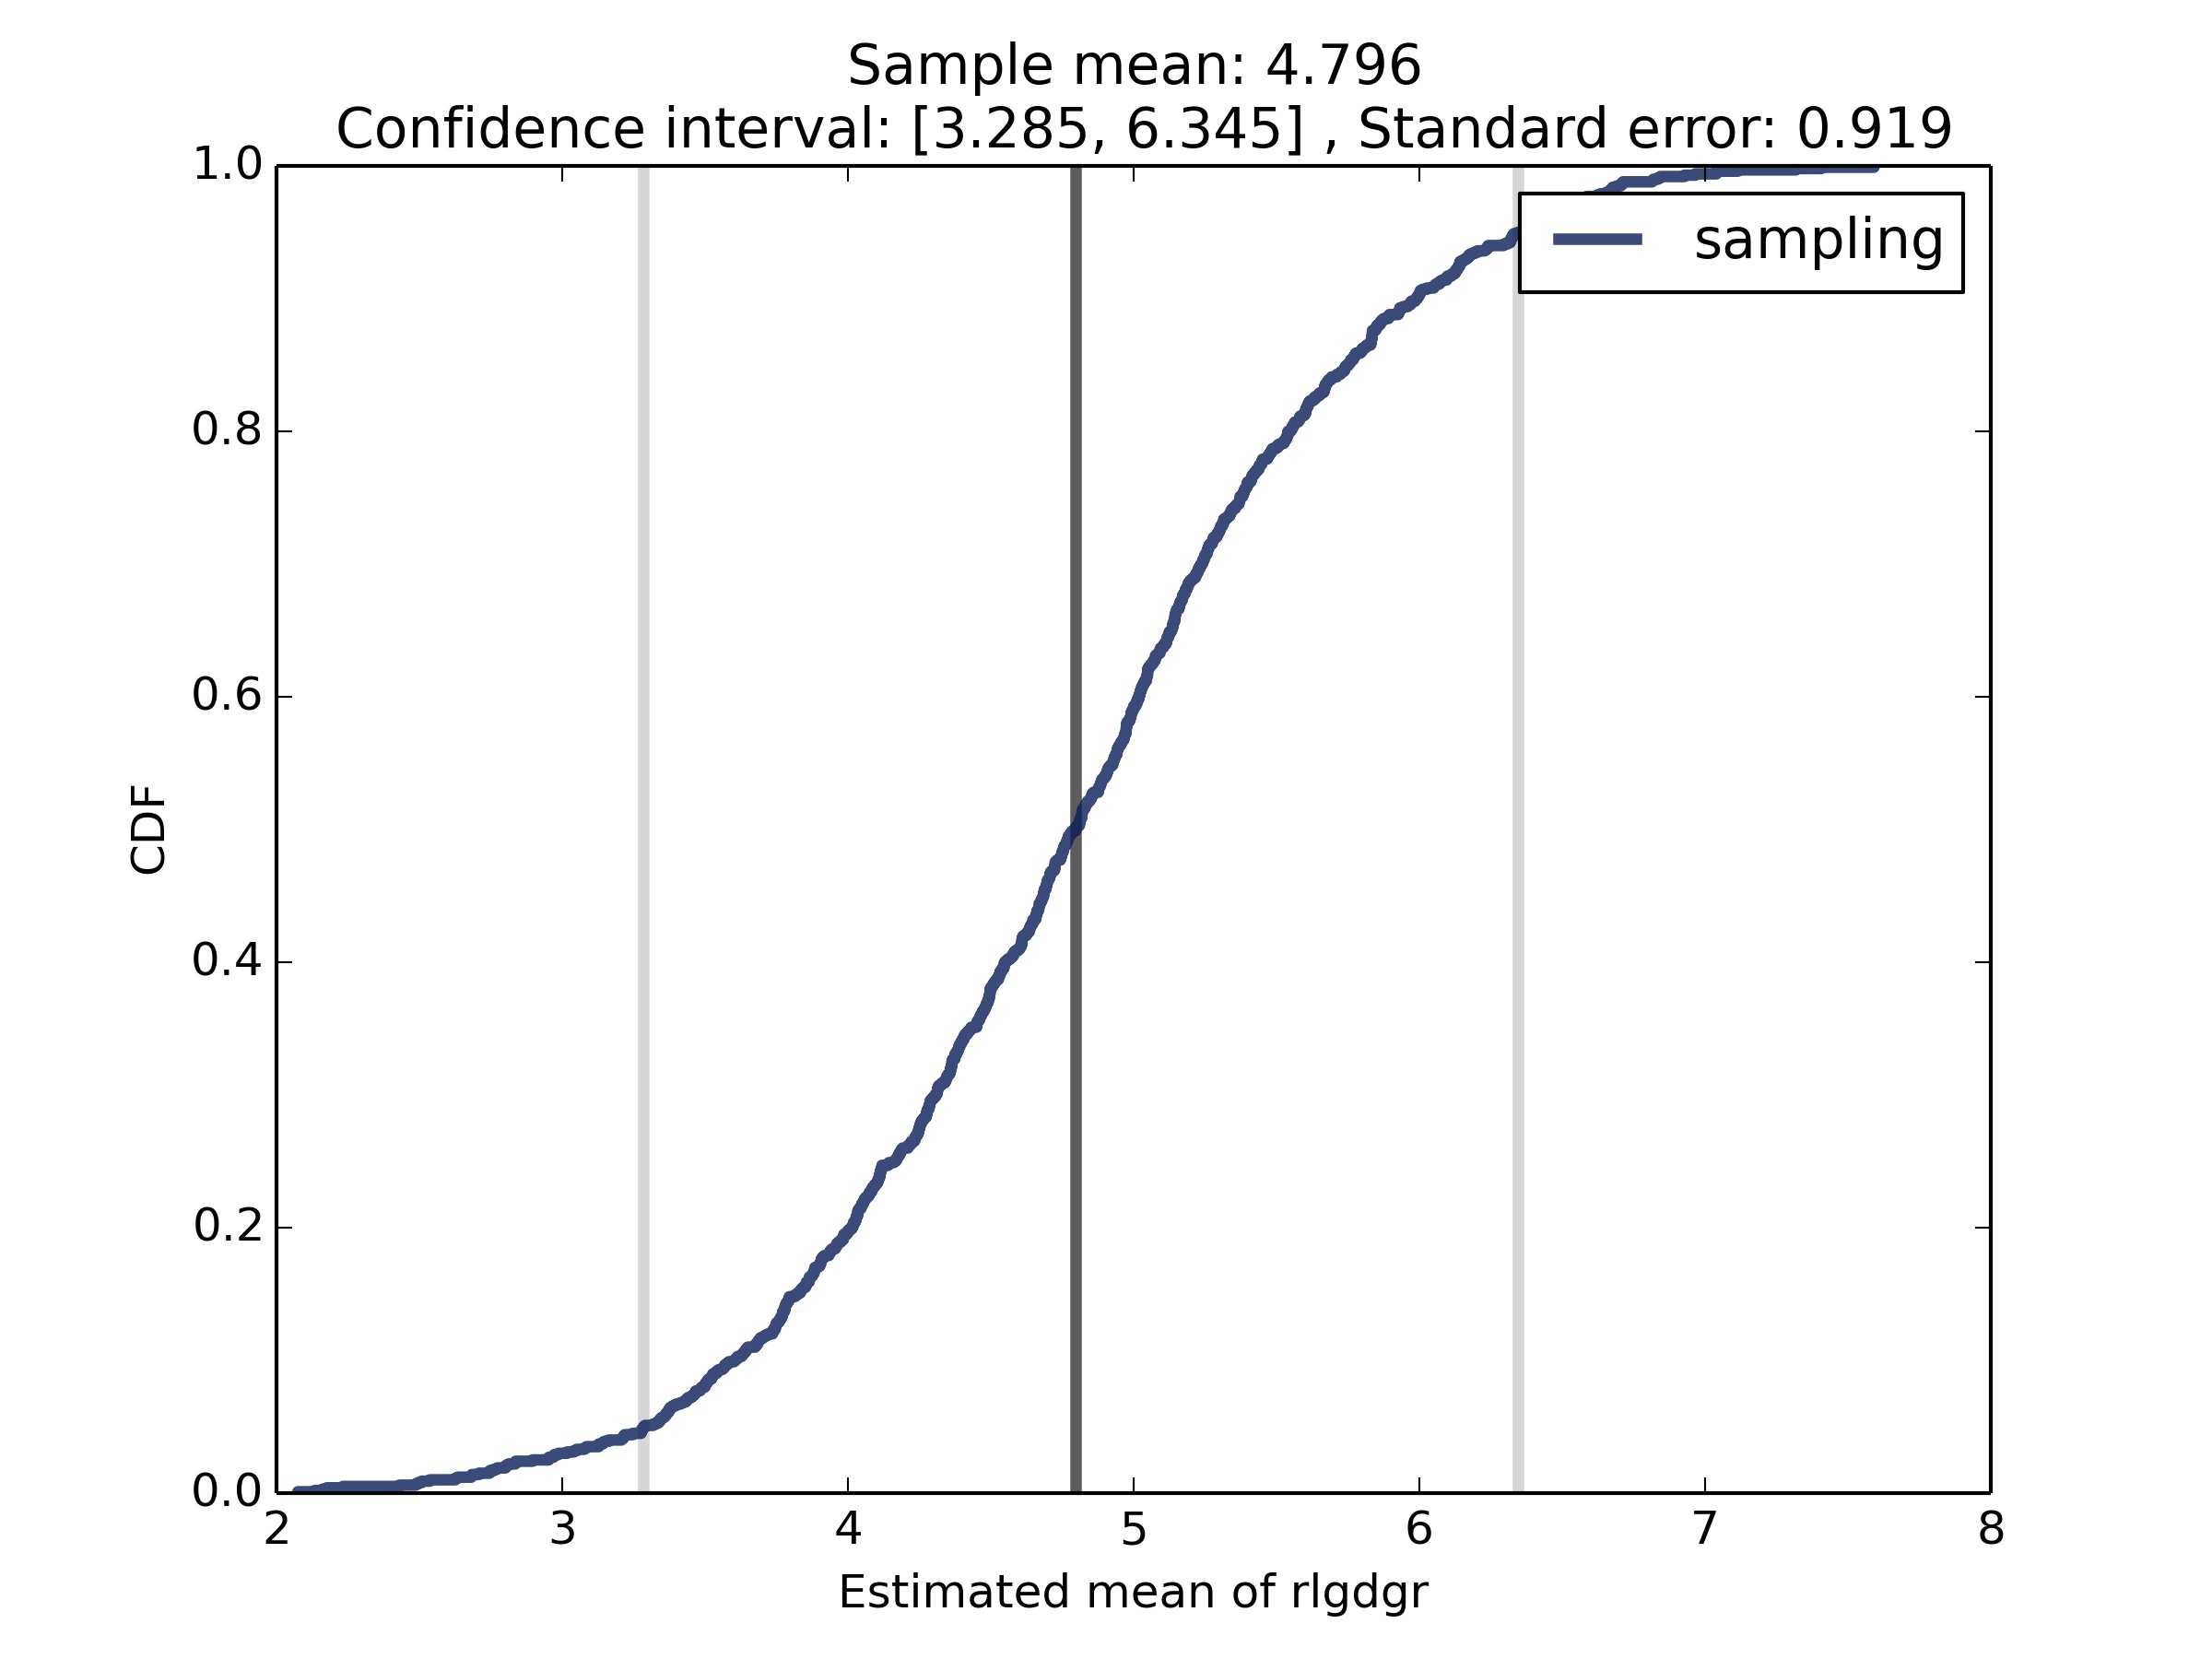 Sample mean: 4.796
Confidence interval: [3.285, 6.345] , Standard error: 0.919
1.0
sampling
0.8
0.6
CDF
0.4
0.2
0.0
2 3 4 5 6 7 8
Estimated mean of rlgdgr